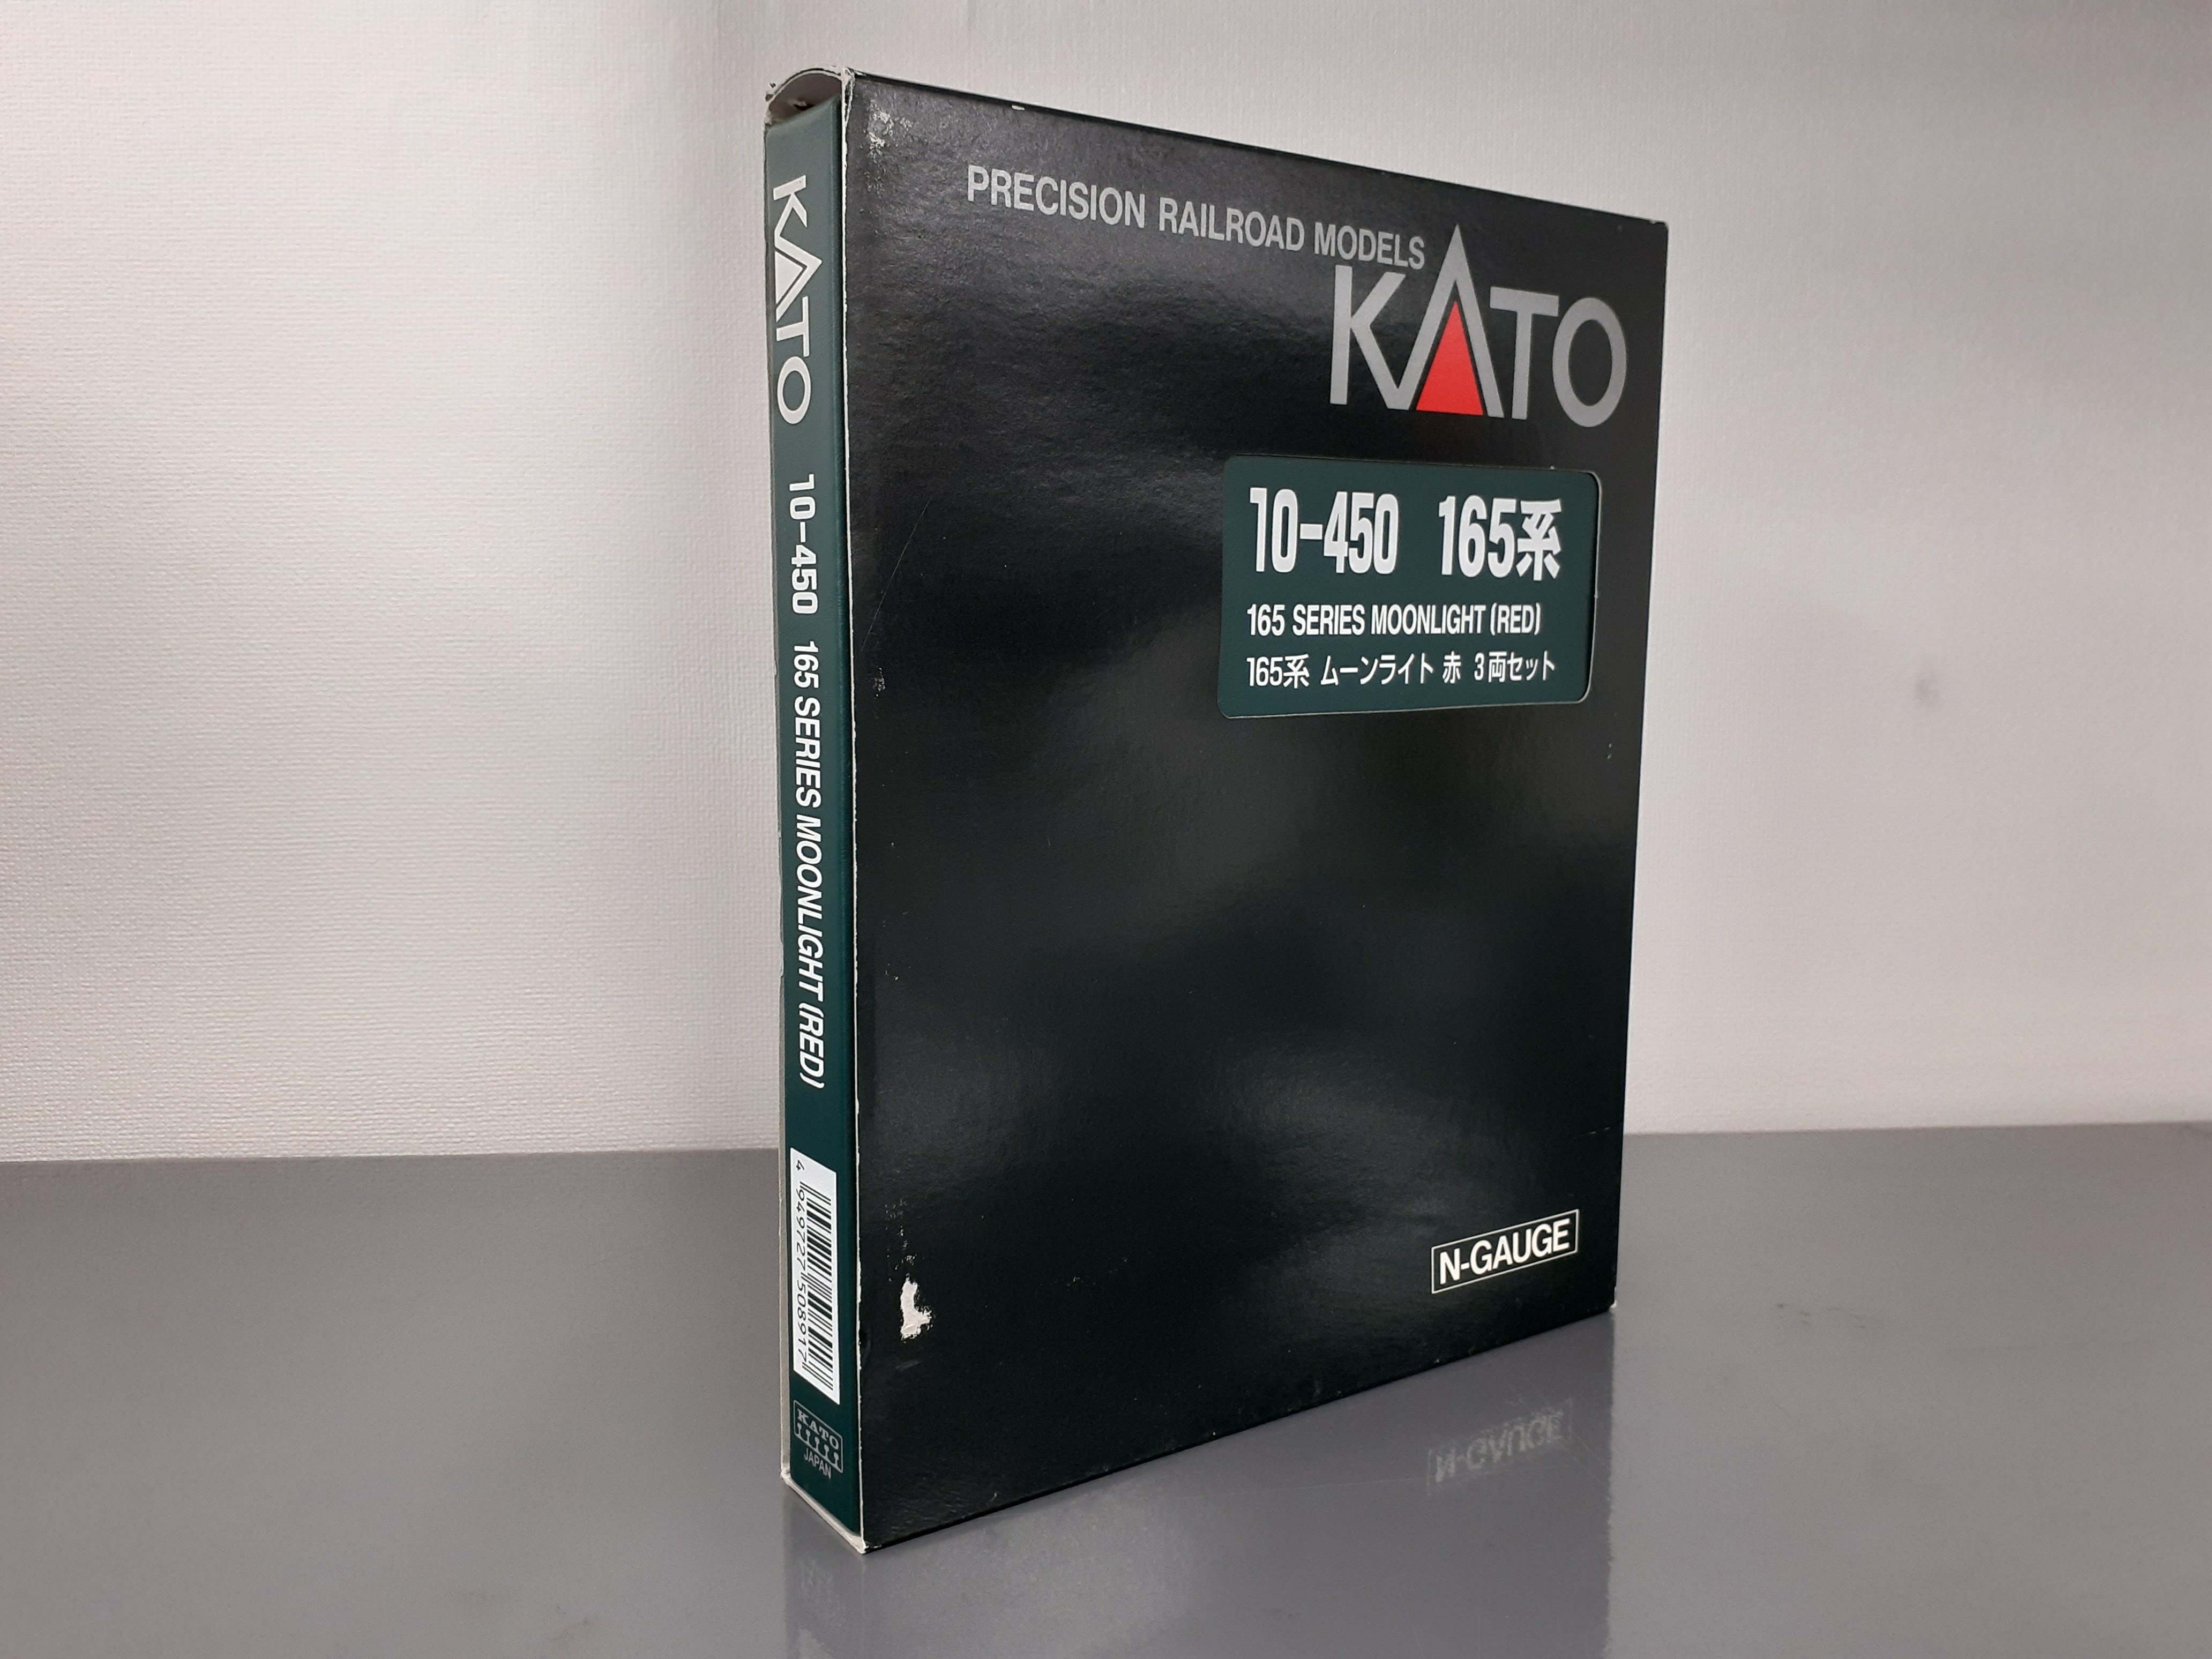 KATO
10-450 165 SERIES MOONLIGHT (RED)
4 949727 508917
KATO
JAPAN
PRECISION RAILROAD MODELS
KATO
10-450 165系
165 SERIES MOONLIGHT (RED)
165系 ムーンライト 赤 3両セット
N-GAUGE